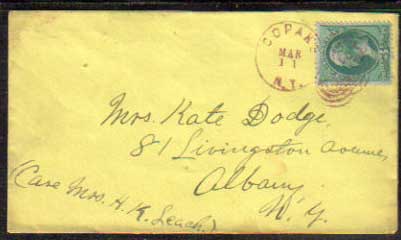 COPAKE
MAR
11
N.Y.
Mrs. Kate Dodge
81 Livingston Avenue,
Albany
N.Y.
(Care Mrs. H. K. Leach.)